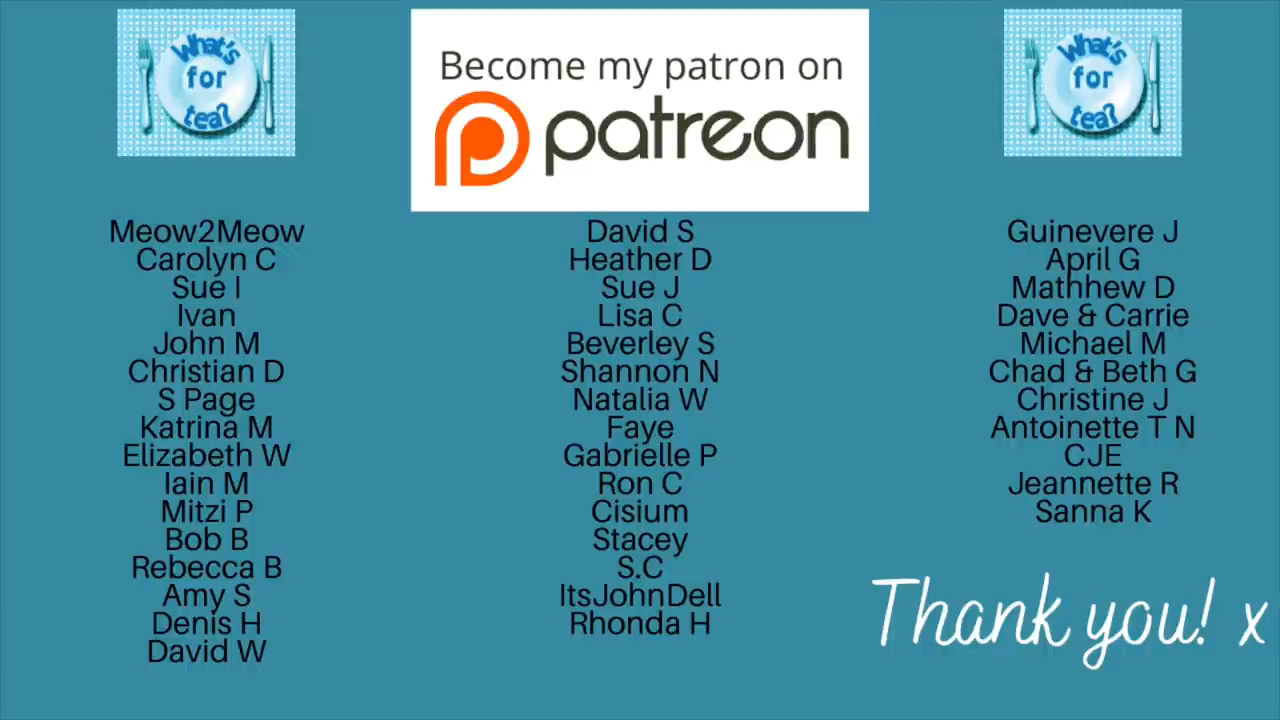 What's
for
tea?
Become my patron on
patreon
What's
for
tea?
Meow2Meow
Carolyn C
Sue I
Ivan
John M
Christian D
S Page
Katrina M
Elizabeth W
Iain M
Mitzi P
Bob B
Rebecca B
Amy S
Denis H
David W
David S
Heather D
Sue J
Lisa C
Beverley S
Shannon N
Natalia W
Faye
Gabrielle P
Ron C
Cisium
Stacey
S.C
ItsJohnDell
Rhonda H
Guinevere J
April G
Mathhew D
Dave & Carrie
Michael M
Chad & Beth G
Christine J
Antoinette T N
CJE
Jeannette R
Sanna K
Thank you! x